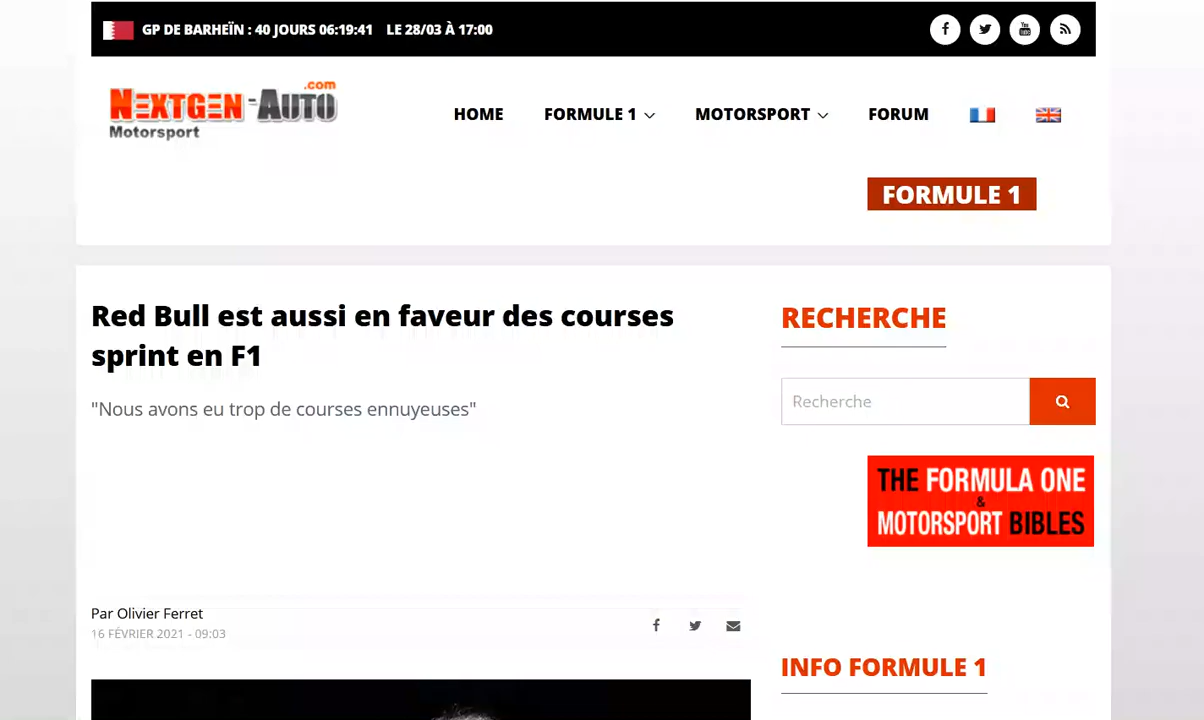 GP DE BARHEÏN : 40 JOURS 06:19:41 LE 28/03 À 17:00
You Tube
NEXTGEN-AUTO.com
Motorsport
HOME FORMULE 1 MOTORSPORT FORUM
FORMULE 1
Red Bull est aussi en faveur des courses
sprint en F1
"Nous avons eu trop de courses ennuyeuses"
Par Olivier Ferret
16 FÉVRIER 2021 - 09:03
RECHERCHE
Recherche
THE FORMULA ONE
&
MOTORSPORT BIBLES
INFO FORMULE 1